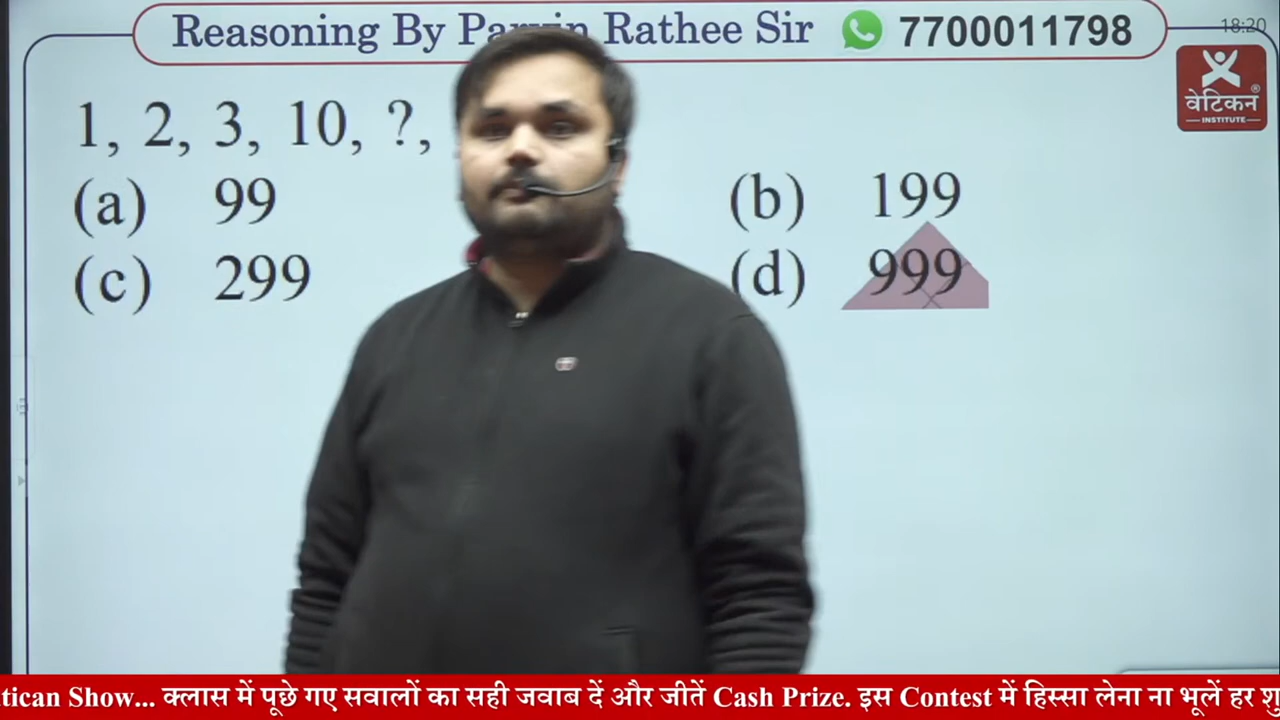 Reasoning By Parvin Rathee Sir 7700011798
18:20
वेटिकन®
INSTITUTE
1, 2, 3, 10, ?,
(a) 99
(b) 199
(c) 299
(d) 999
tican Show... क्लास में पूछे गए सवालों का सही जवाब दें और जीतें Cash Prize. इस Contest में हिस्सा लेना ना भूलें हर शु